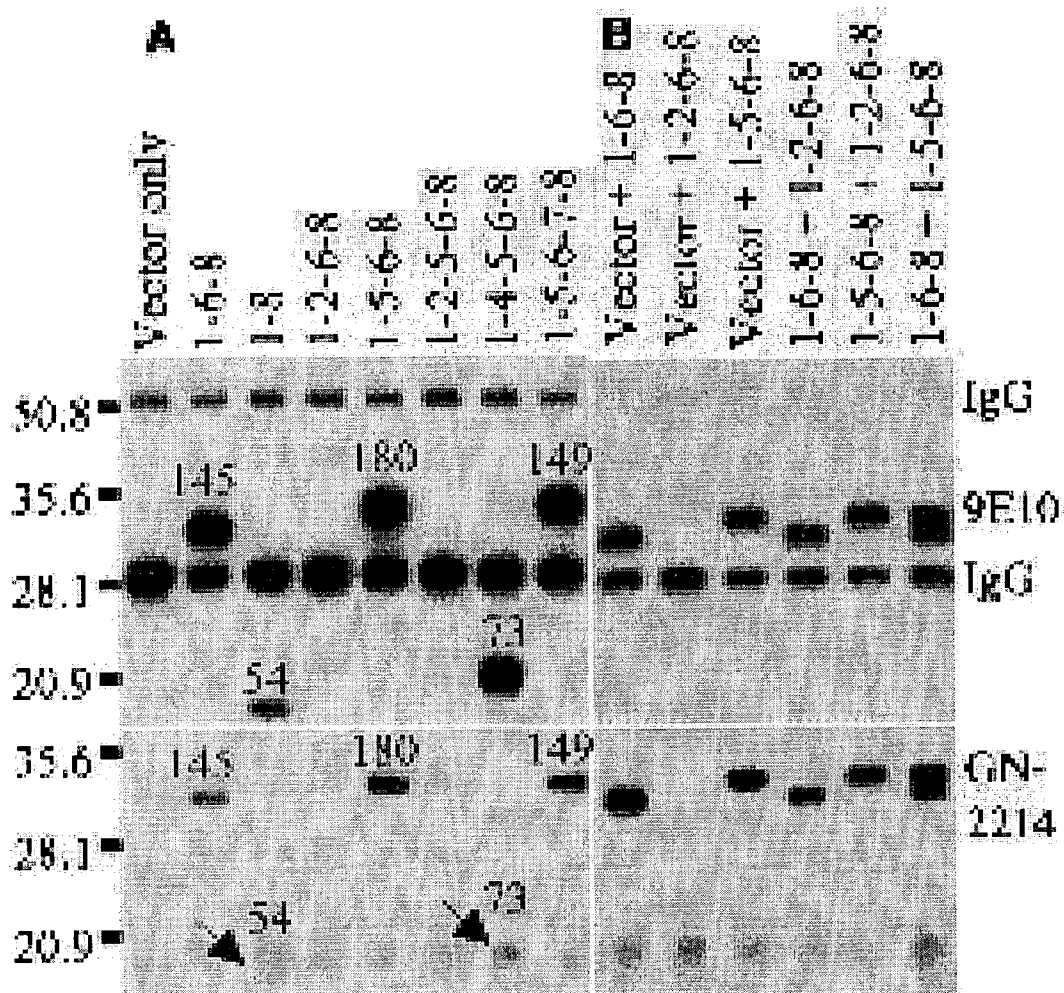 A
B
Vector only
1-6-8
1-8
1-2-6-8
1-5-6-8
1-2-5-6-8
1-4-5-6-8
1-5-6-7-8
Vector + 1-6-8
Vector + 1-2-6-8
Vector + 1-5-6-8
1-6-8 + 1-2-6-8
1-5-6-8 + 1-2-6-8
1-6-8 + 1-5-6-8
50.8
IgG
145
180
149
35.6
9E10
28.1
IgG
73
20.9
54
35.6
145
180
149
GN-
2214
28.1
54
73
20.9